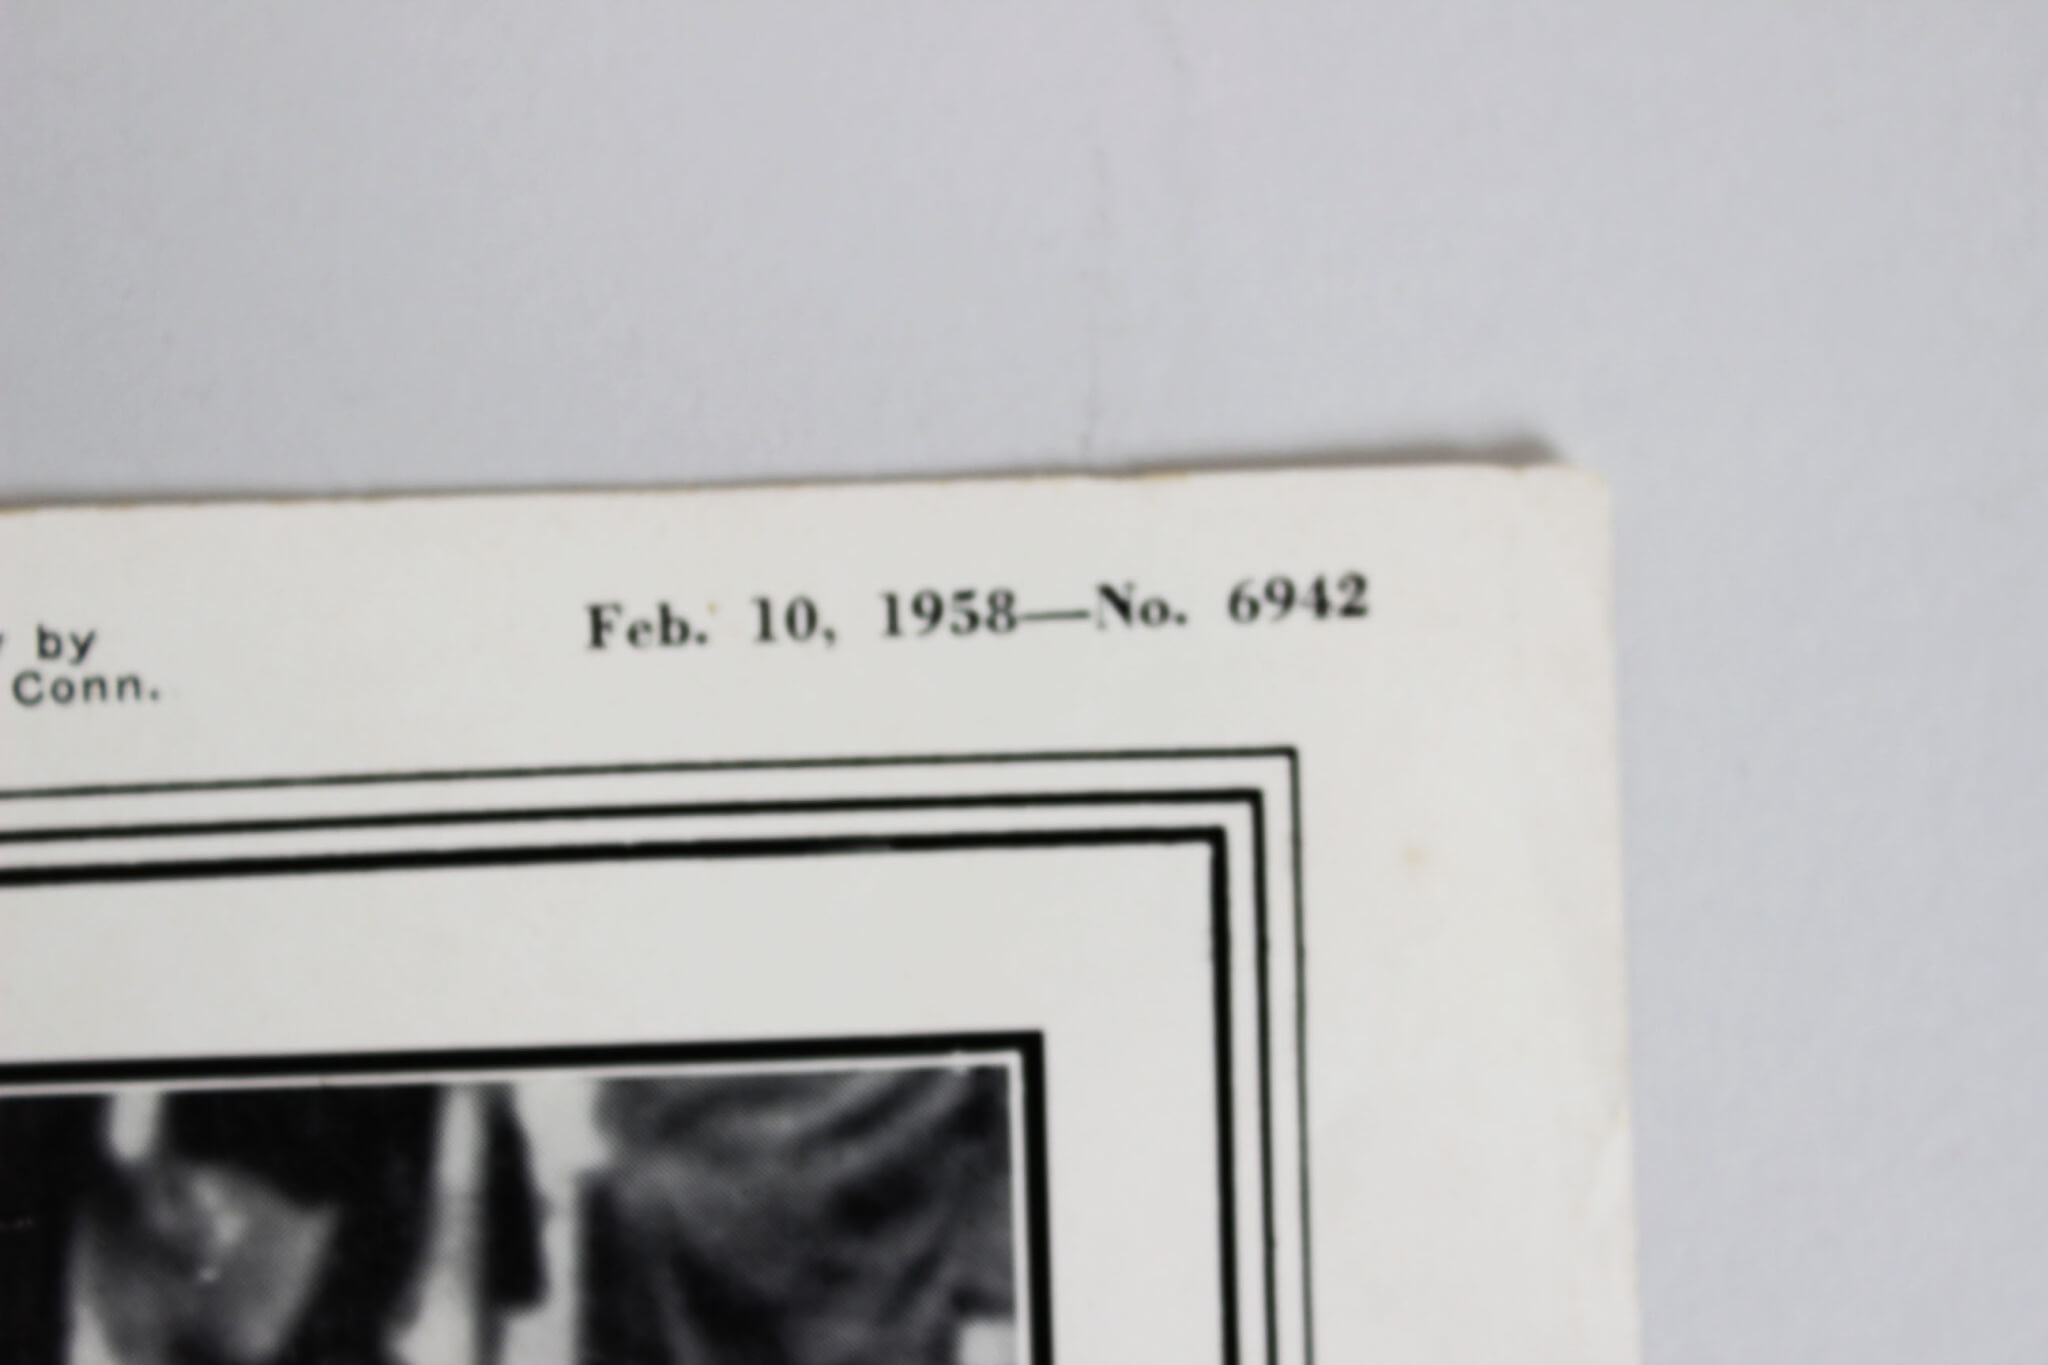 by
Conn.
Feb. 10, 1958—No. 6942